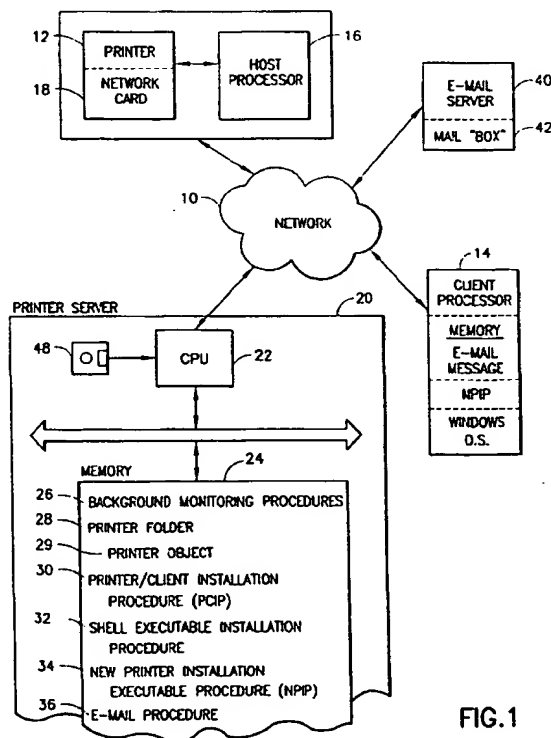 12
PRINTER
18
NETWORK
CARD
16
HOST
PROCESSOR
E-MAIL
SERVER
40
MAIL "BOX"
42
10
NETWORK
14
CLIENT
PROCESSOR
MEMORY
E-MAIL
MESSAGE
NPIP
WINDOWS
O.S.
PRINTER SERVER
20
48
CPU
22
MEMORY
24
26
BACKGROUND MONITORING PROCEDURES
28
PRINTER FOLDER
29
PRINTER OBJECT
30
PRINTER/CLIENT INSTALLATION
PROCEDURE (PCIP)
32
SHELL EXECUTABLE INSTALLATION
PROCEDURE
34
NEW PRINTER INSTALLATION
EXECUTABLE PROCEDURE (NPIP)
36
E-MAIL PROCEDURE
FIG.1